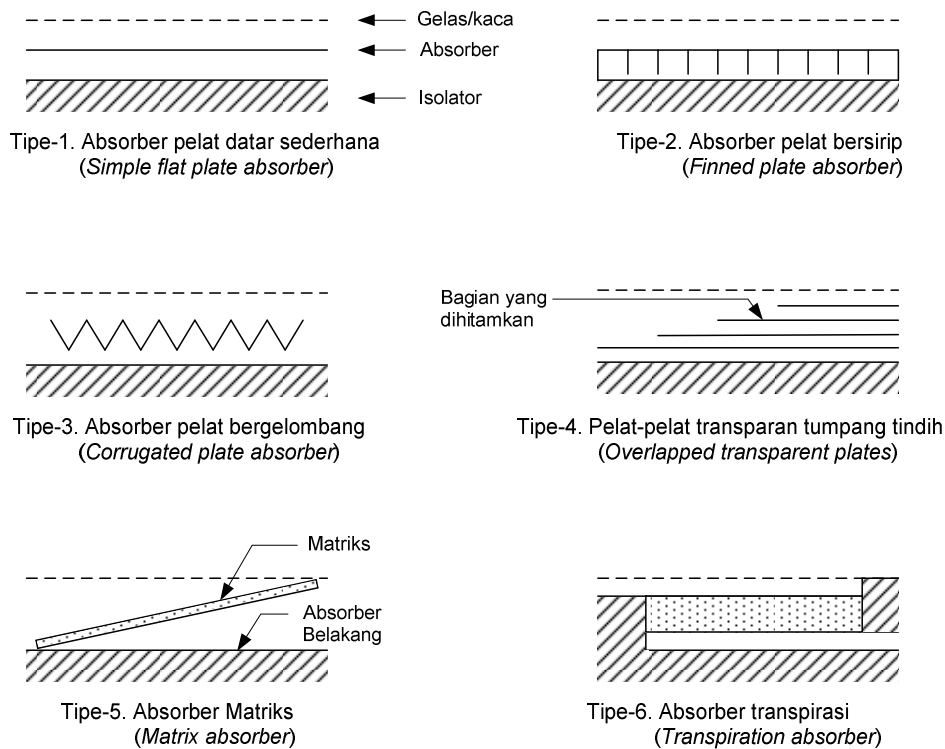 Gelas/kaca
Absorber
Isolator
Tipe-1. Absorber pelat datar sederhana
(Simple flat plate absorber)
Tipe-2. Absorber pelat bersirip
(Finned plate absorber)
Tipe-3. Absorber pelat bergelombang
(Corrugated plate absorber)
Bagian yang
dihitamkan
Tipe-4. Pelat-pelat transparan tumpang tindih
(Overlapped transparent plates)
Matriks
Absorber
Belakang
Tipe-5. Absorber Matriks
(Matrix absorber)
Tipe-6. Absorber transpirasi
(Transpiration absorber)